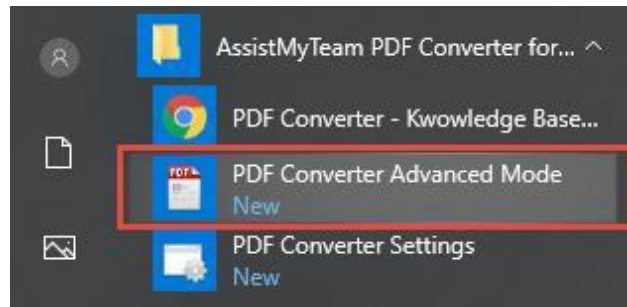 AssistMyTeam PDF Converter for...
PDF Converter - Kwowledge Base...
PDF Converter Advanced Mode
New
PDF Converter Settings
New